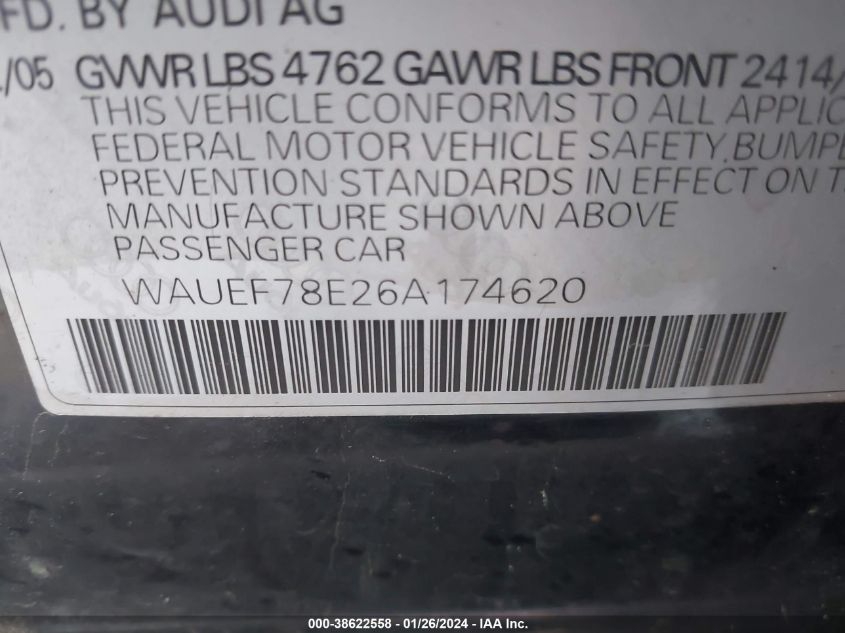 FD. BY AUDI AG
/05 GVWR LBS 4762 GAWR LBS FRONT 2414/
THIS VEHICLE CONFORMS TO ALL APPLIC
FEDERAL MOTOR VEHICLE SAFETY, BUMPE
PREVENTION STANDARDS IN EFFECT ON T
MANUFACTURE SHOWN ABOVE
PASSENGER CAR
WAUEF78E26A174620
000-38622558 - 01/26/2024 - IAA Inc.